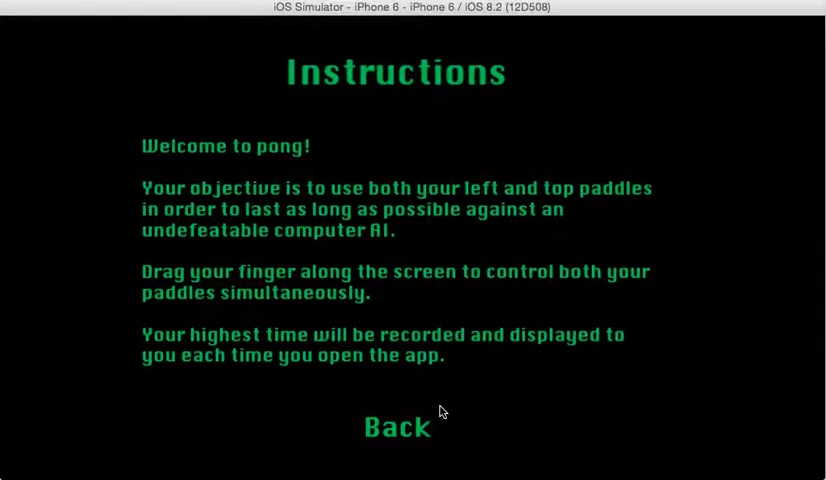 iOS Simulator - iPhone 6 - iPhone 6 / iOS 8.2 (12D508)
Instructions
Welcome to pong!
Your objective is to use both your left and top paddles
in order to last as long as possible against an
undefeatable computer AI.
Drag your finger along the screen to control both your
paddles simultaneously.
Your highest time will be recorded and displayed to
you each time you open the app.
Back